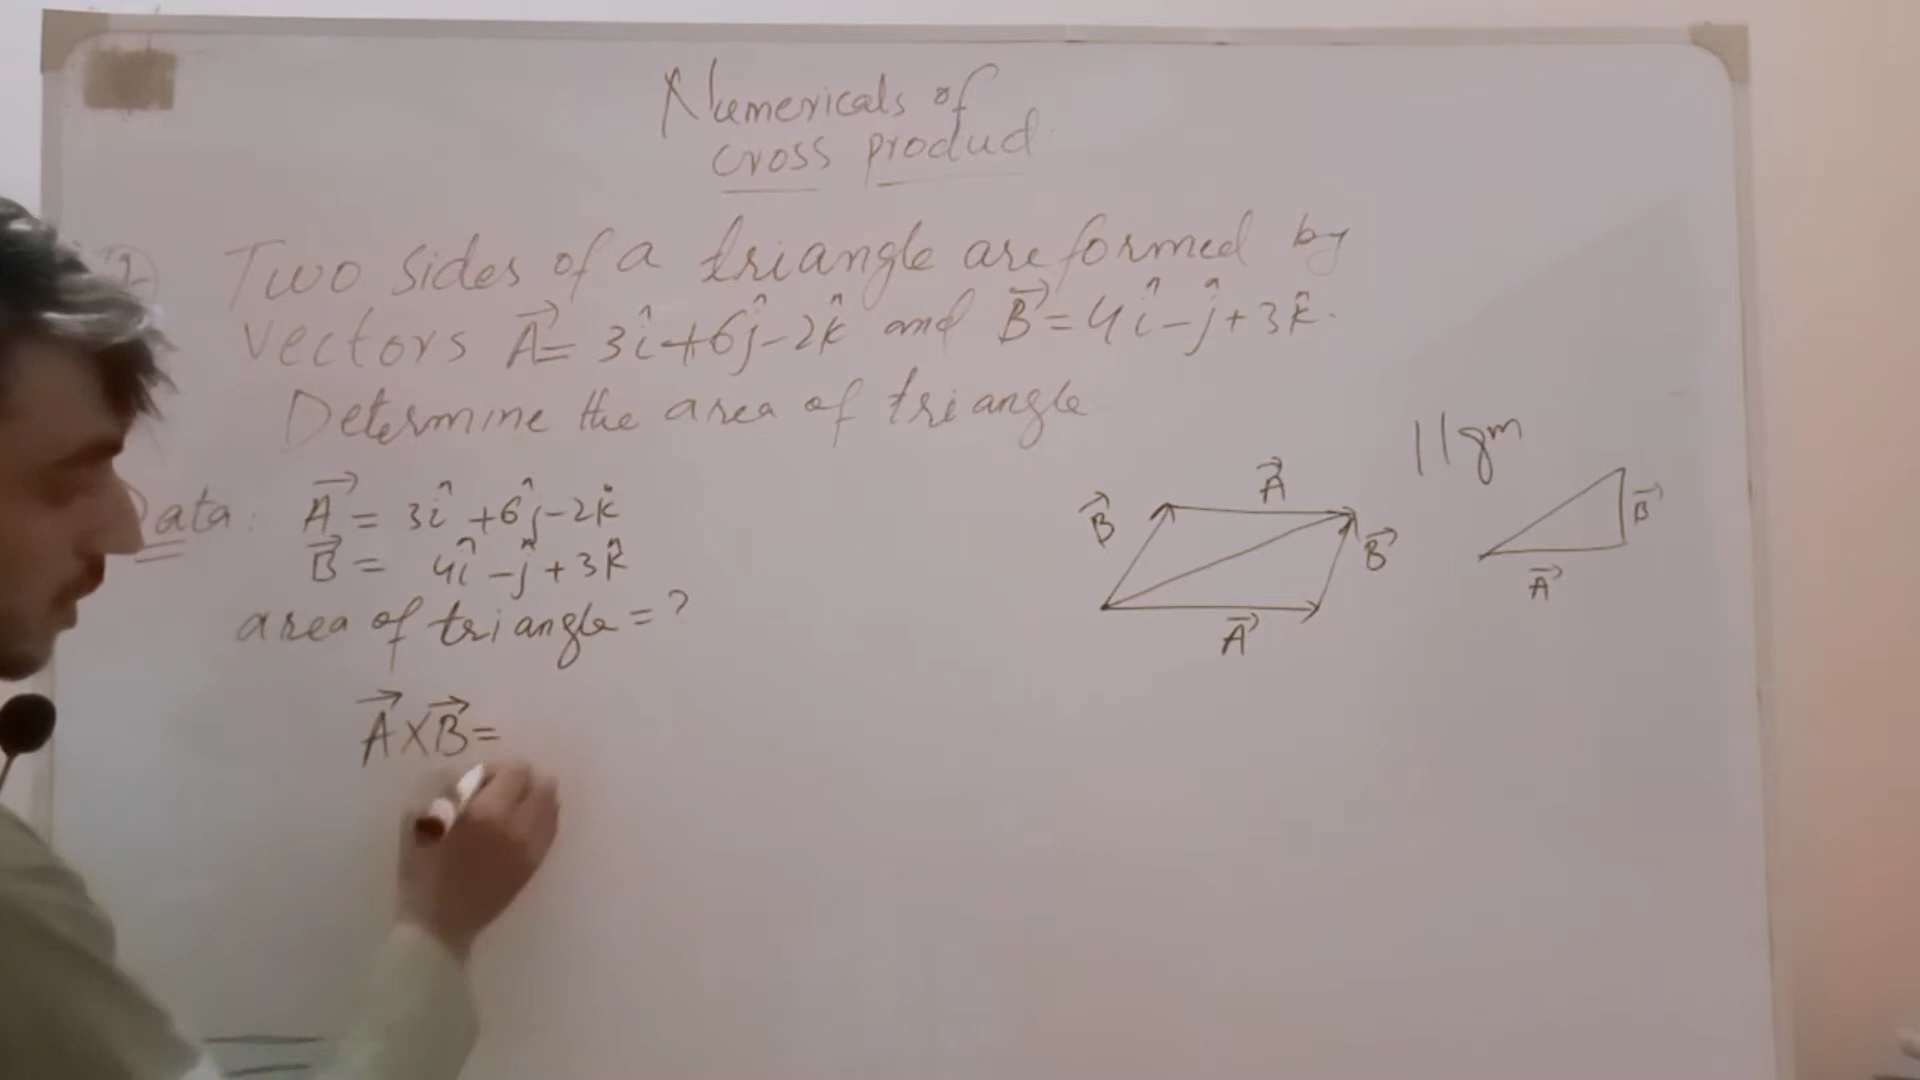 Numericals of
cross product
Two sides of a triangle are formed by
vectors A⃗ = 3î+6ĵ-2k̂ and B⃗ = 4î-ĵ+3k̂.
Determine the area of triangle
Data: A⃗ = 3î+6ĵ-2k̂
B⃗ = 4î-ĵ+3k̂
area of triangle = ?
A⃗×B⃗=
||gm
A⃗
B⃗
B⃗
A⃗
B⃗
A⃗